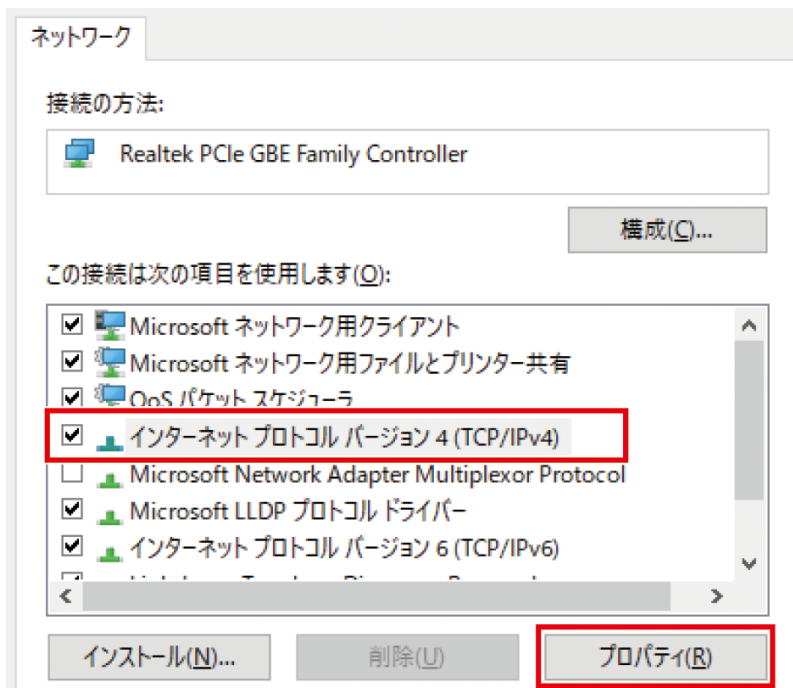 ネットワーク
接続の方法:
Realtek PCIe GBE Family Controller
構成(C)...
この接続は次の項目を使用します(O):
Microsoft ネットワーク用クライアント
Microsoft ネットワーク用ファイルとプリンター共有
QoS パケット スケジューラ
インターネット プロトコル バージョン 4 (TCP/IPv4)
Microsoft Network Adapter Multiplexor Protocol
Microsoft LLDP プロトコル ドライバー
インターネット プロトコル バージョン 6 (TCP/IPv6)
インストール(N)...
削除(U)
プロパティ(R)